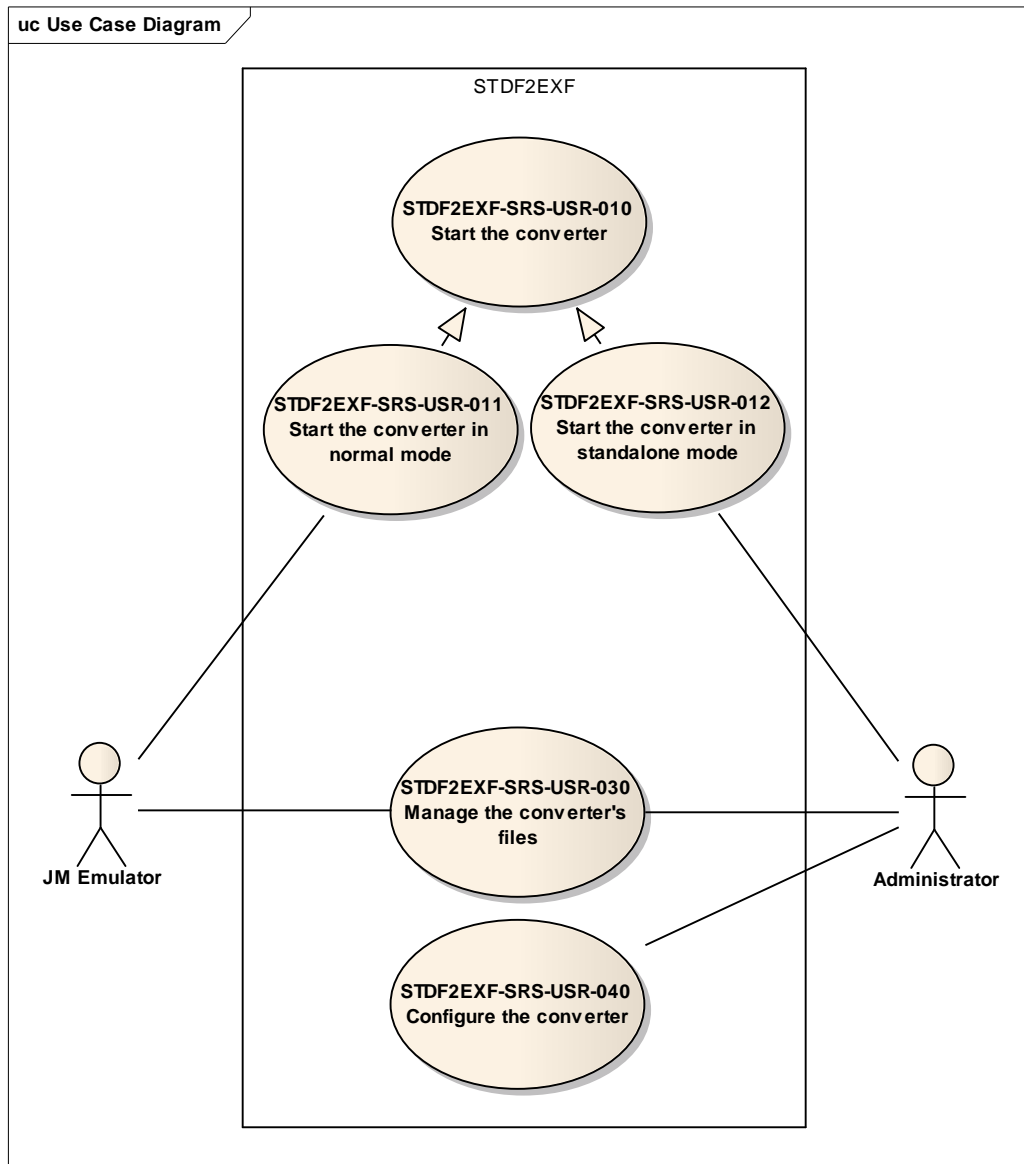 uc Use Case Diagram
STDF2EXF
STDF2EXF-SRS-USR-010
Start the converter
STDF2EXF-SRS-USR-011
Start the converter in
normal mode
STDF2EXF-SRS-USR-012
Start the converter in
standalone mode
STDF2EXF-SRS-USR-030
Manage the converter's
files
JM Emulator
Administrator
STDF2EXF-SRS-USR-040
Configure the converter